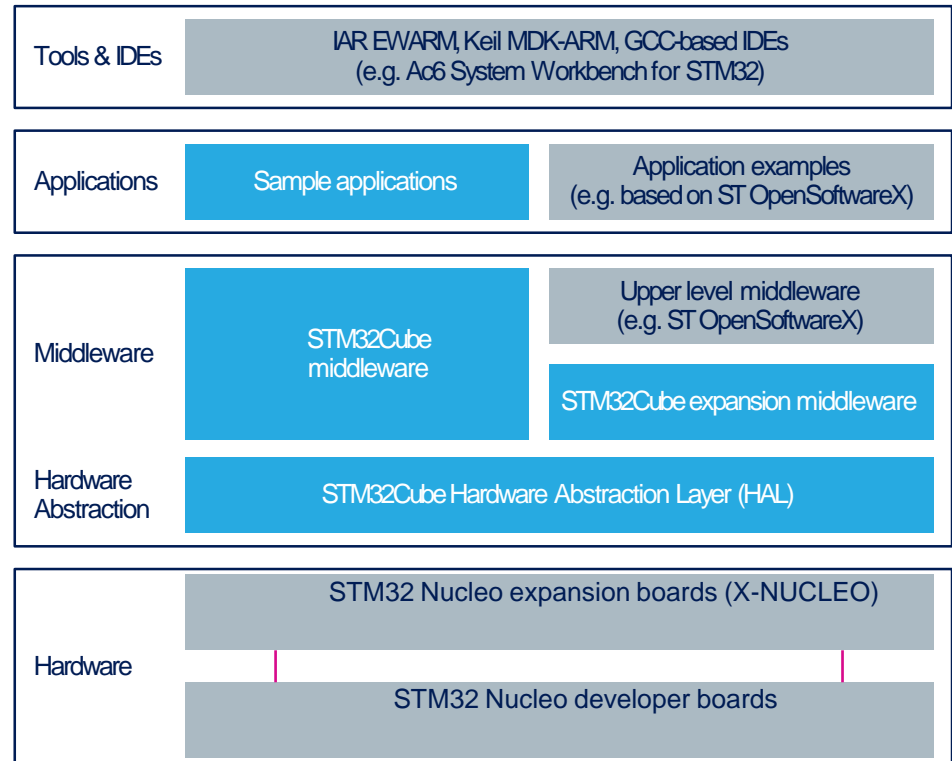 Tools & IDEs
IAR EWARM, Keil MDK-ARM, GCC-based IDEs
(e.g. Ac6 System Workbench for STM32)
Applications
Sample applications
Application examples
(e.g. based on ST OpenSoftwareX)
Middleware
STM32Cube
middleware
Upper level middleware
(e.g. ST OpenSoftwareX)
STM32Cube expansion middleware
Hardware
Abstraction
STM32Cube Hardware Abstraction Layer (HAL)
Hardware
STM32 Nucleo expansion boards (X-NUCLEO)
STM32 Nucleo developer boards